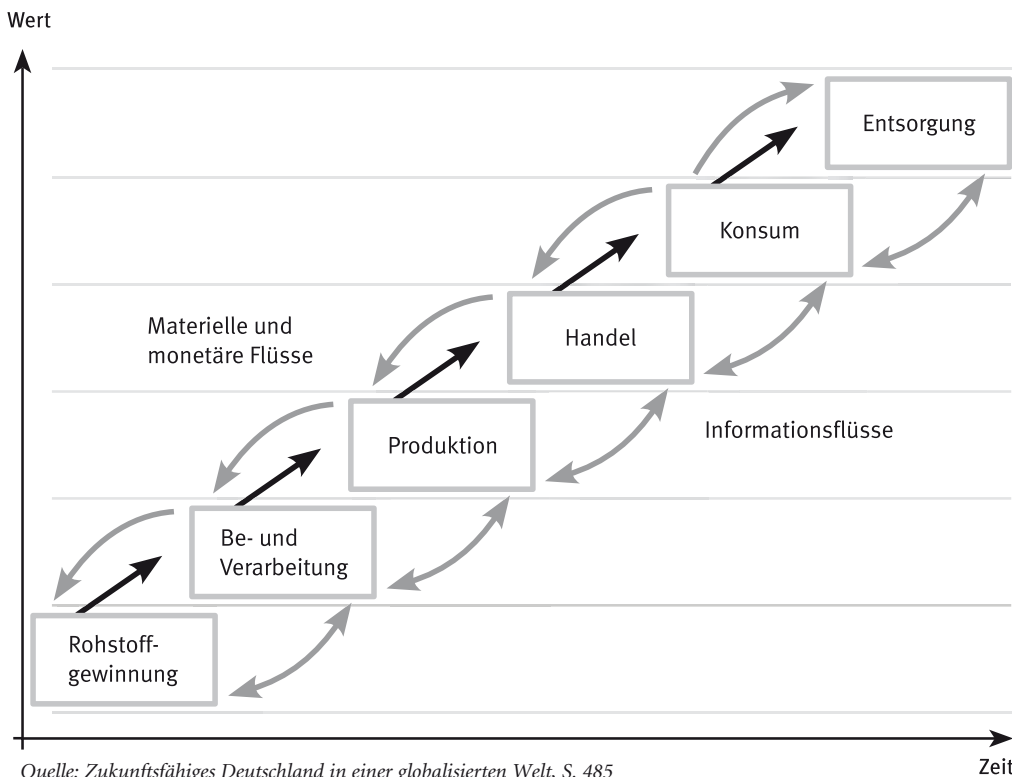 Wert
Entsorgung
Konsum
Handel
Materielle und
monetäre Flüsse
Informationsflüsse
Produktion
Be- und
Verarbeitung
Rohstoff-
gewinnung
Zeit
Quelle: Zukunftsfähiges Deutschland in einer globalisierten Welt, S. 485